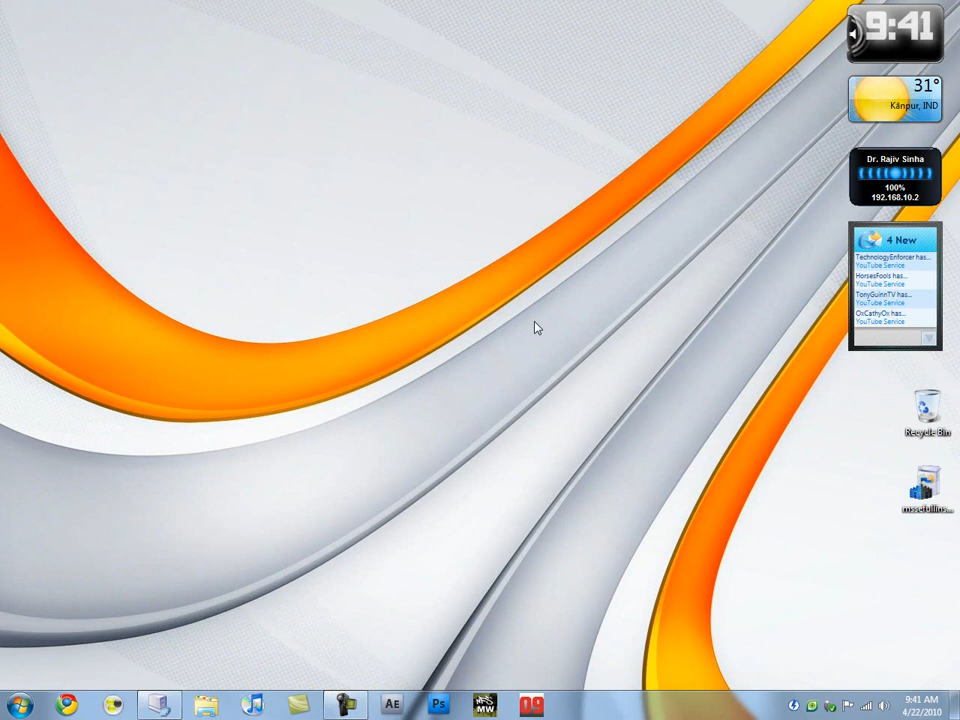 9:41
31°
Kānpur, IND
Dr. Rajiv Sinha
100%
192.168.10.2
4 New
TechnologyEnforcer has...
YouTube Service
HorsesFools has...
YouTube Service
TonyGuinnTV has...
YouTube Service
OxCathyOx has...
YouTube Service
Recycle Bin
mssefullins...
AE
Ps
MW
09
9:41 AM
4/22/2010